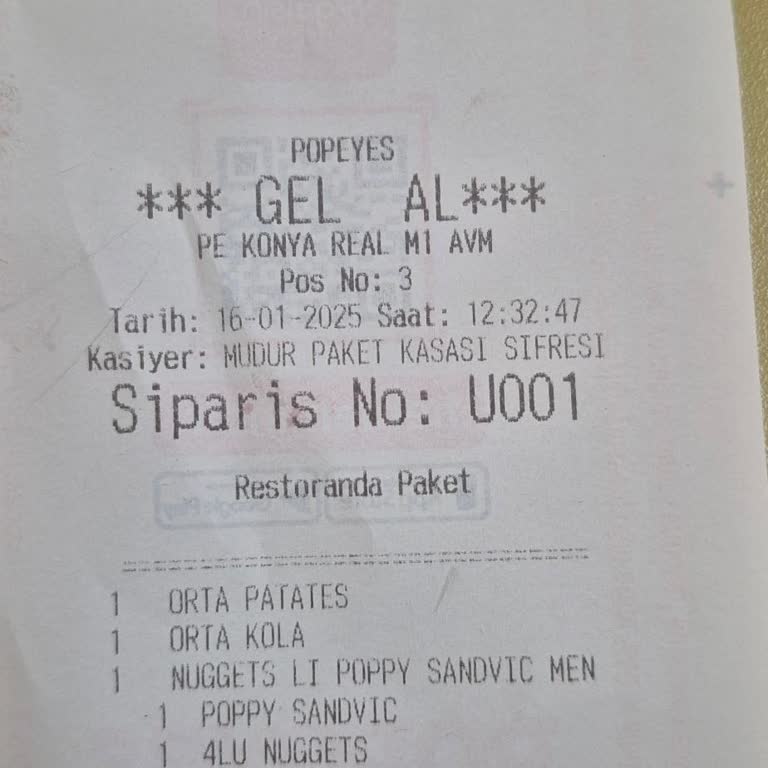 POPEYES
*** GEL AL***
PE KONYA REAL M1 AVM
Pos No: 3
Tarih: 16-01-2025 Saat: 12:32:47
Kasiyer: MUDUR PAKET KASASI SIFRESI
Siparis No: U001
Restoranda Paket
1 ORTA PATATES
1 ORTA KOLA
1 NUGGETS LI POPPY SANDVIC MEN
1 POPPY SANDVIC
1 4LU NUGGETS